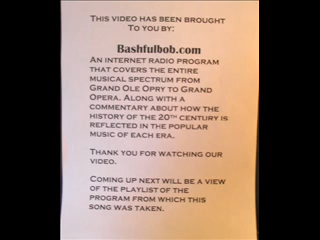 This video has been brought
To you by:
Bashfulbob.com
An internet radio program
that covers the entire
musical spectrum from
Grand Ole Opry to Grand
Opera. Along with a
commentary about how the
history of the 20th century is
reflected in the popular
music of each era.
Thank you for watching our
video.
Coming up next will be a view
of the playlist of the
program from which this
song was taken.